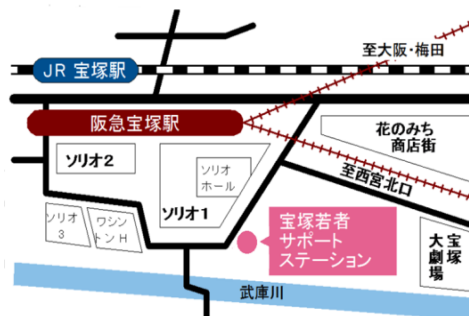 至大阪・梅田
JR 宝塚駅
阪急宝塚駅
花のみち
商店街
ソリオ2
ソリオ
ホール
至西宮北口
ソリオ1
ソリオ
3
ワシン
トンH
宝塚若者
サポート
ステーション
宝塚
大劇場
武庫川